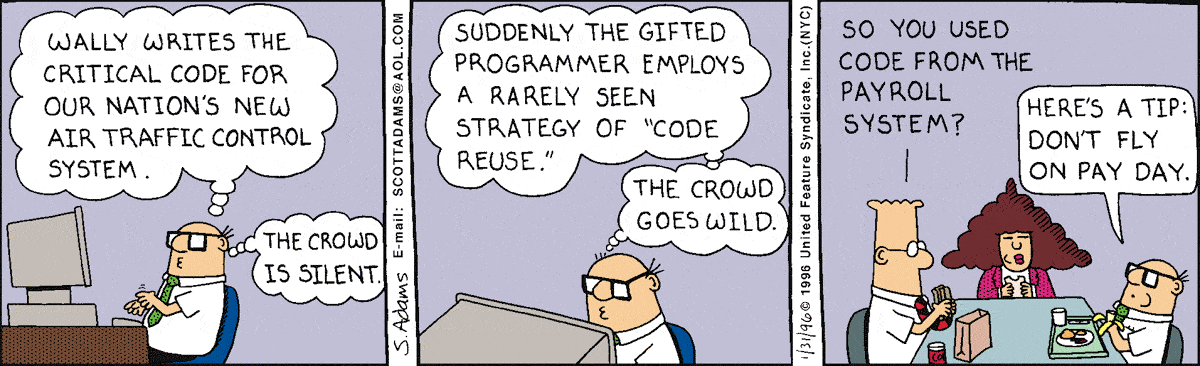 WALLY WRITES THE
CRITICAL CODE FOR
OUR NATION'S NEW
AIR TRAFFIC CONTROL
SYSTEM.
THE CROWD
IS SILENT.
S. Adams E-mail: SCOTTADAMS@AOL.COM
SUDDENLY THE GIFTED
PROGRAMMER EMPLOYS
A RARELY SEEN
STRATEGY OF "CODE
REUSE."
THE CROWD
GOES WILD.
1/31/96 © 1996 United Feature Syndicate, Inc.(NYC)
SO YOU USED
CODE FROM THE
PAYROLL
SYSTEM?
HERE'S A TIP:
DON'T FLY
ON PAY DAY.